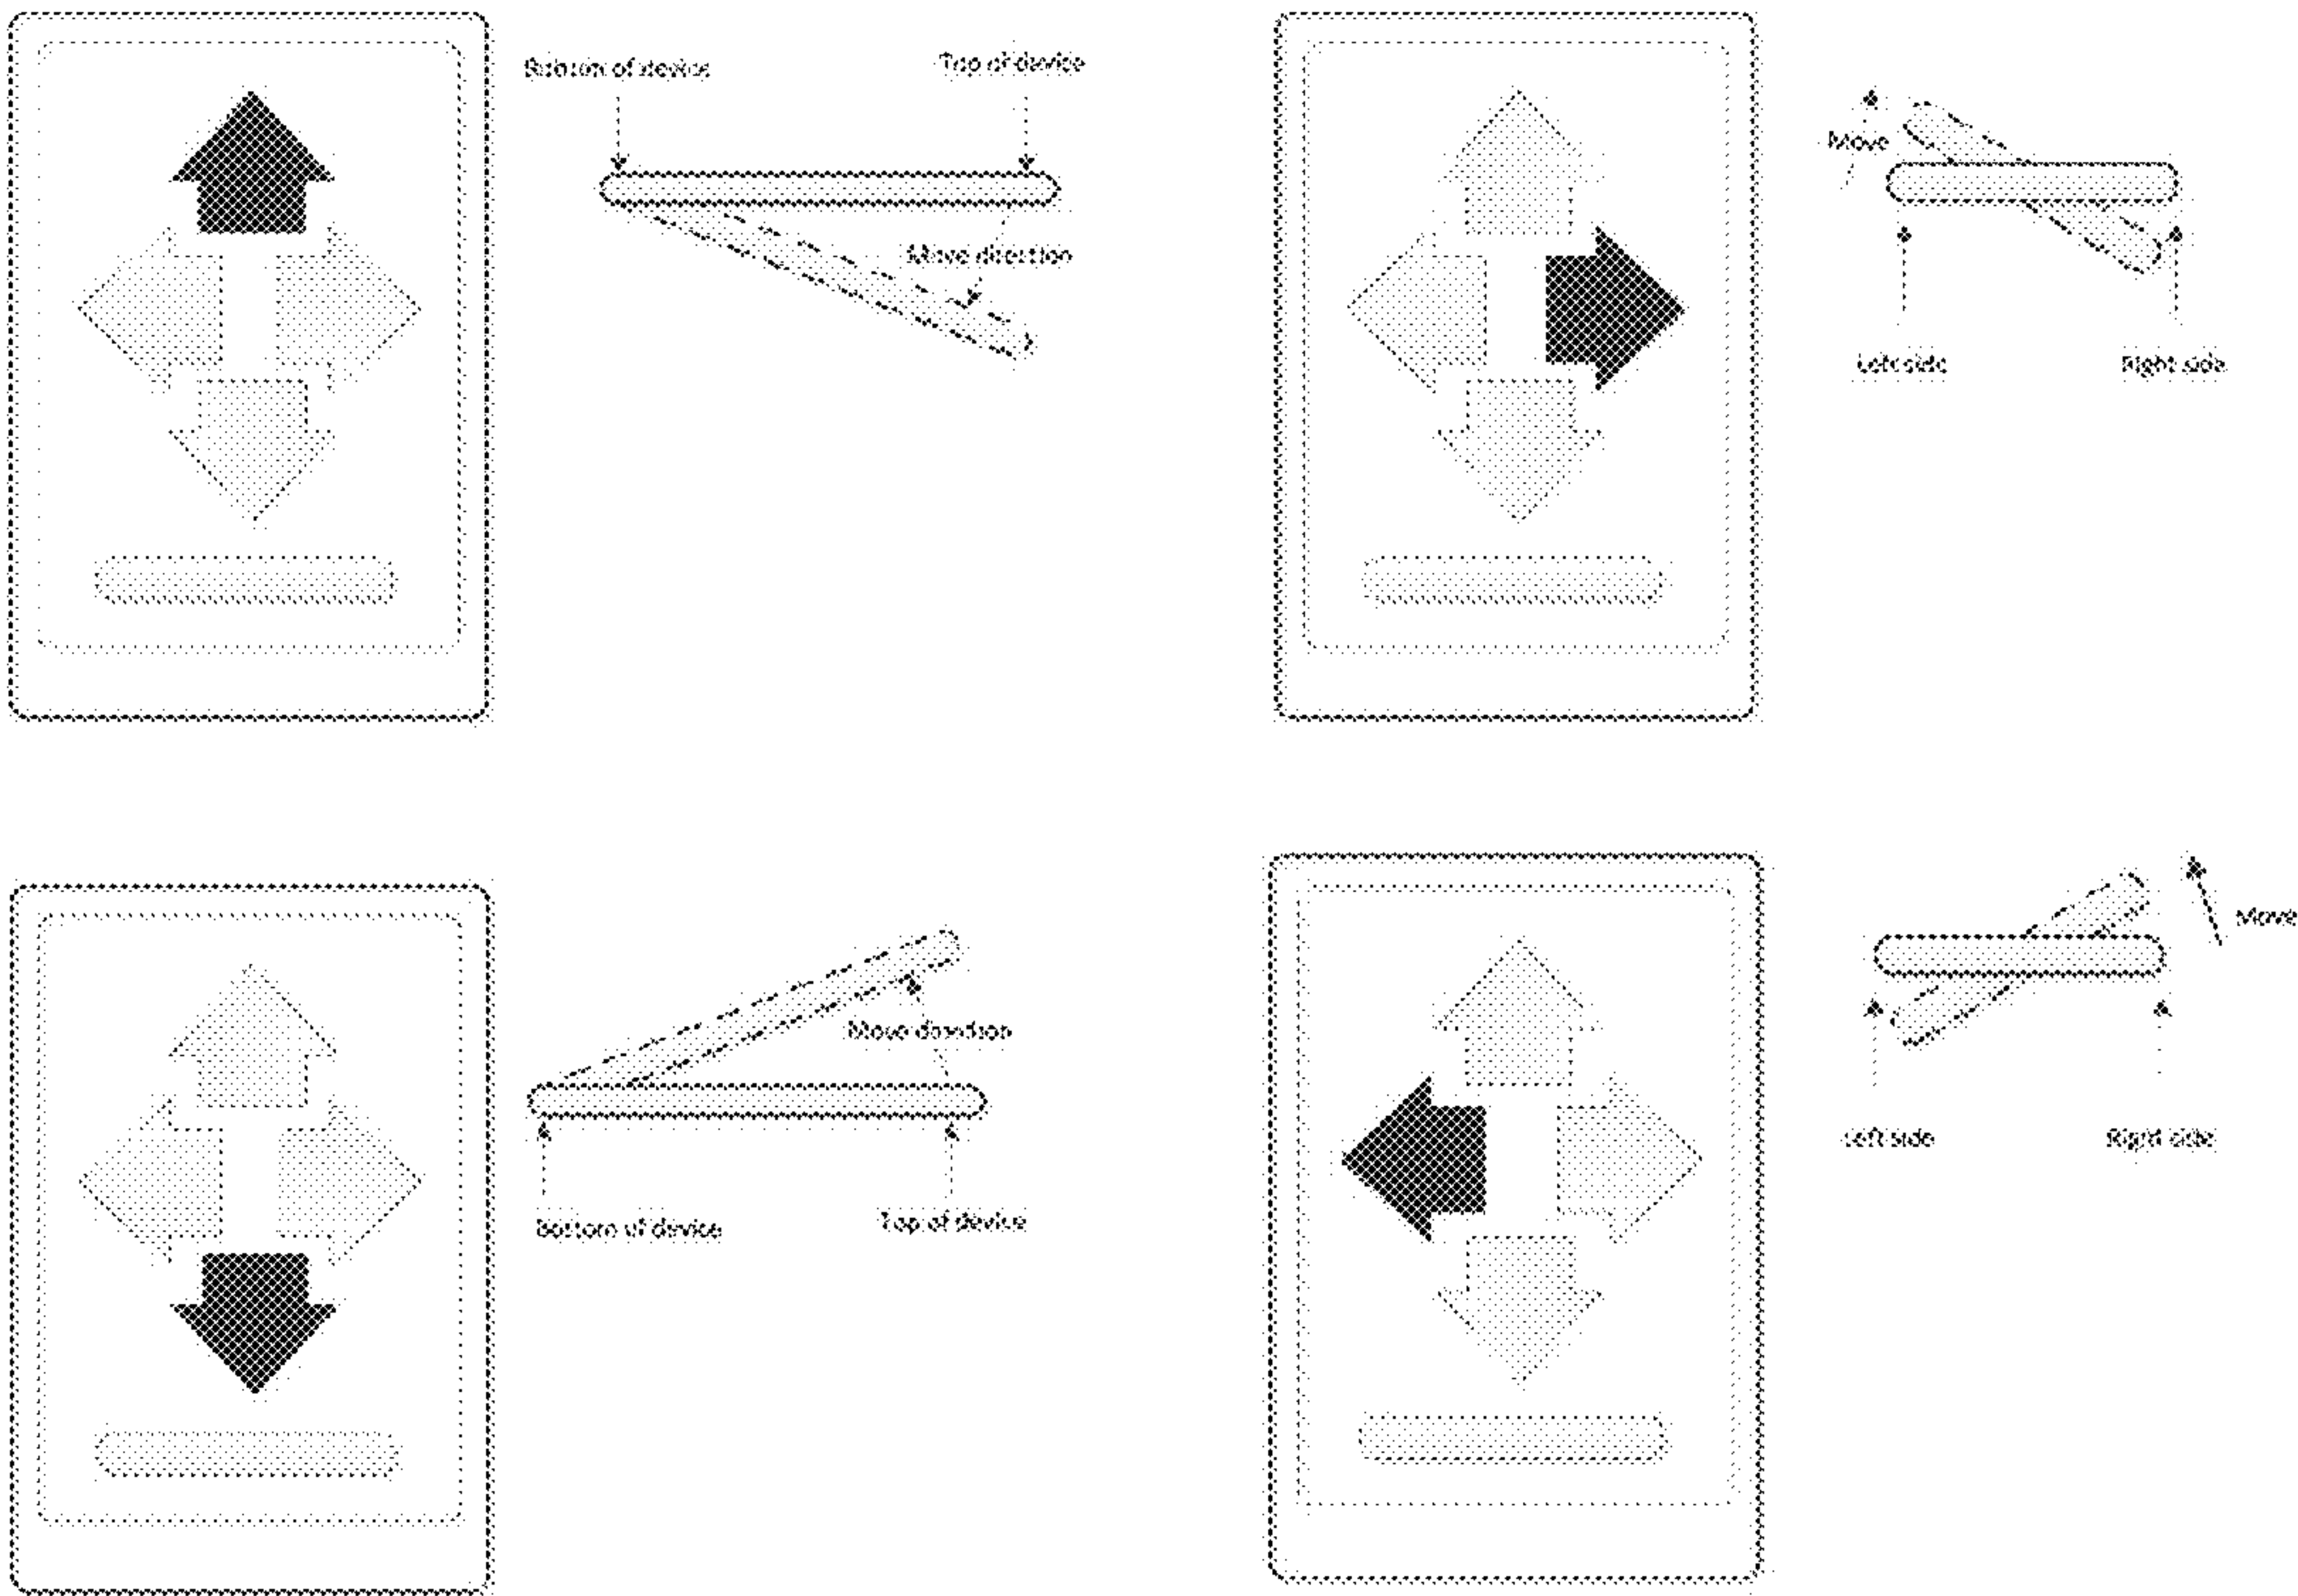 Bottom of device
Top of device
Move direction
Move
Left side
Right side
Move direction
Bottom of device
Top of device
Move
Left side
Right side